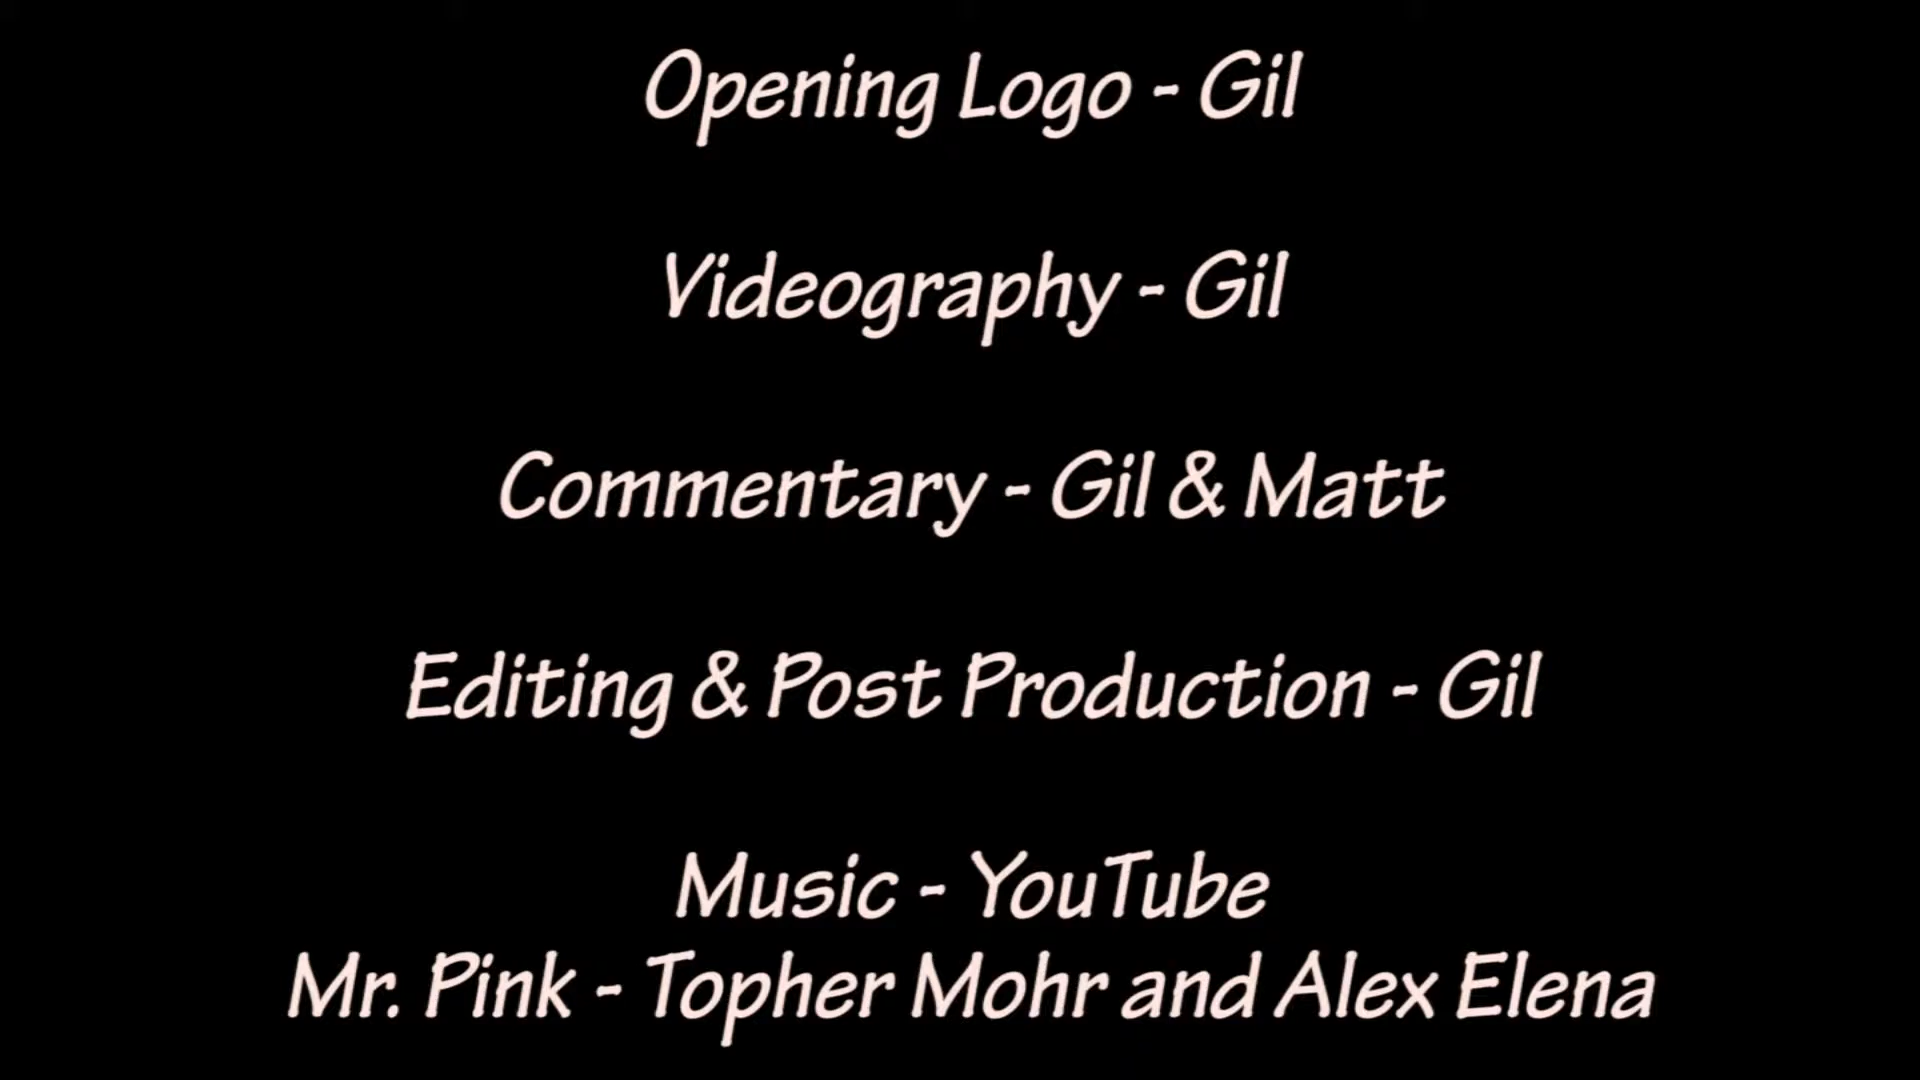 Opening Logo - Gil
Videography - Gil
Commentary - Gil & Matt
Editing & Post Production - Gil
Music - YouTube
Mr. Pink - Topher Mohr and Alex Elena